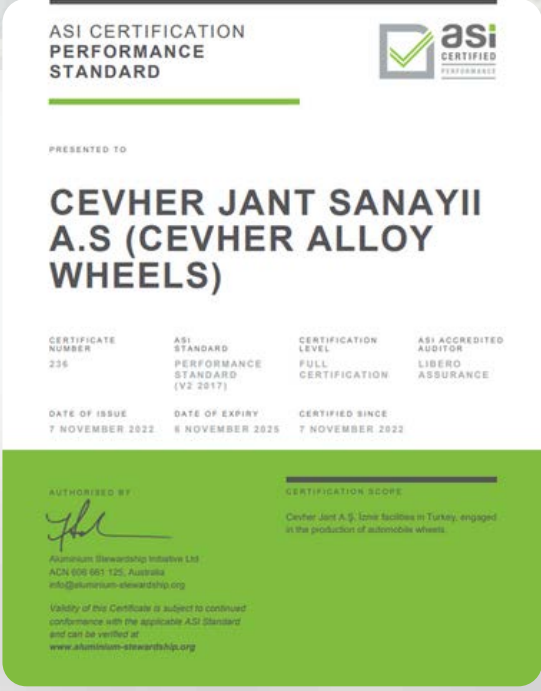 ASI CERTIFICATION
PERFORMANCE
STANDARD
asi
CERTIFIED
PERFORMANCE
PRESENTED TO
CEVHER JANT SANAYII
A.S (CEVHER ALLOY
WHEELS)
CERTIFICATE
NUMBER
236
ASI
STANDARD
PERFORMANCE
STANDARD
(V2 2017)
CERTIFICATION
LEVEL
FULL
CERTIFICATION
ASI ACCREDITED
AUDITOR
LIBERO
ASSURANCE
DATE OF ISSUE
7 NOVEMBER 2022
DATE OF EXPIRY
6 NOVEMBER 2025
CERTIFIED SINCE
7 NOVEMBER 2022
AUTHORISED BY
Aluminium Stewardship Initiative Ltd
ACN 606 661 125, Australia
info@aluminium-stewardship.org
Validity of this Certificate is subject to continued
conformance with the applicable ASI Standard
and can be verified at
www.aluminium-stewardship.org
CERTIFICATION SCOPE
Cevher Jant A.Ş. İzmir facilities in Turkey, engaged
in the production of automobile wheels.